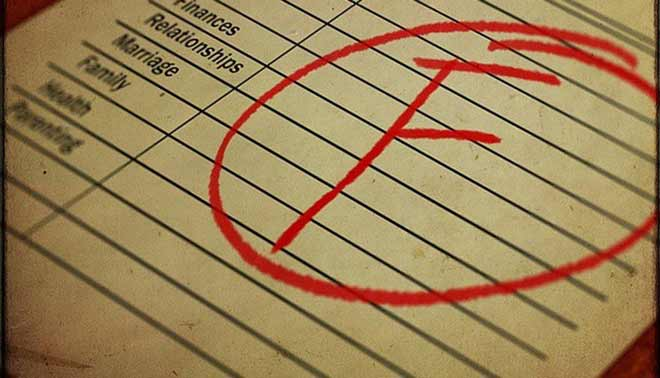 Finances
Relationships
Marriage
Family
Health
Parenting
F